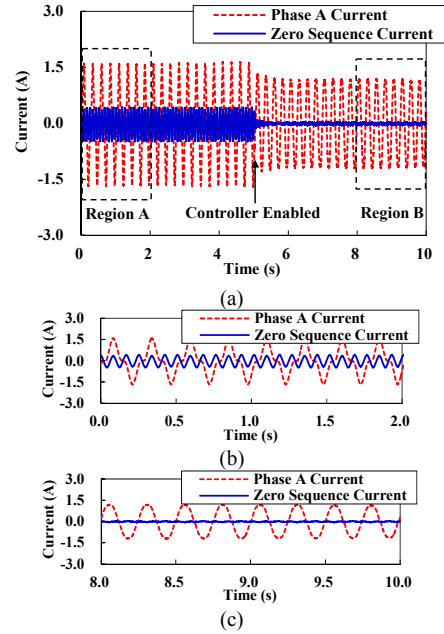 3.0
Phase A Current
Zero Sequence Current
1.5
0.0
-1.5
-3.0
Current (A)
Region A
Controller Enabled
Region B
0 2 4 6 8 10
Time (s)
(a)
3.0
Phase A Current
Zero Sequence Current
1.5
0.0
-1.5
-3.0
Current (A)
0.0 0.5 1.0 1.5 2.0
Time (s)
(b)
3.0
Phase A Current
Zero Sequence Current
1.5
0.0
-1.5
-3.0
Current (A)
8.0 8.5 9.0 9.5 10.0
Time (s)
(c)